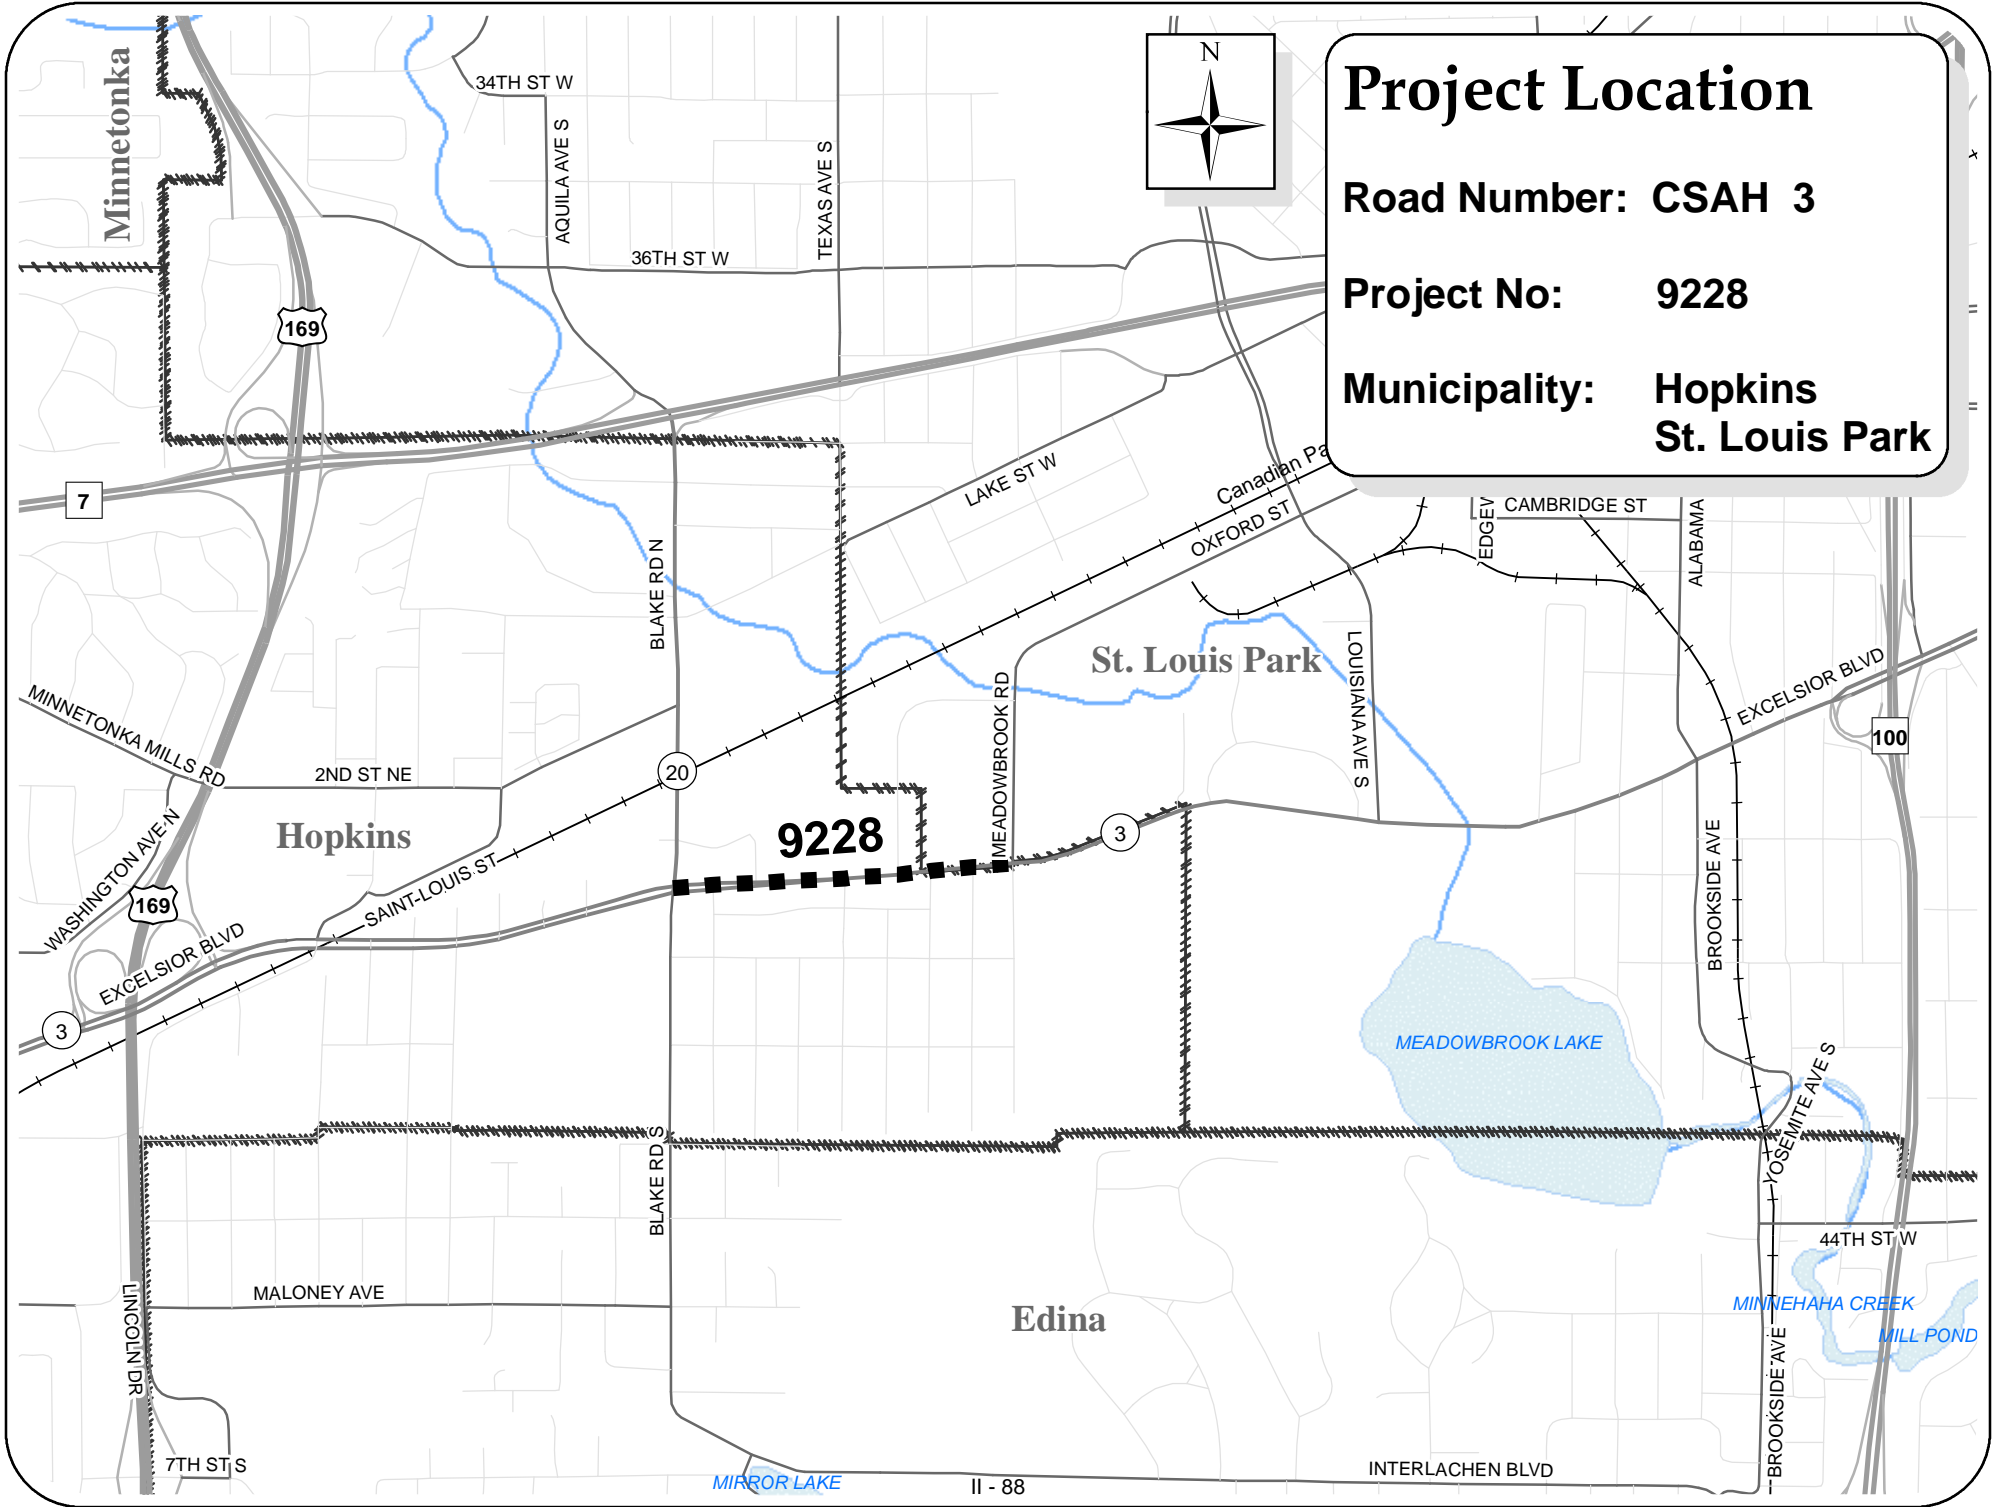 Project Location
Road Number: CSAH 3
Project No: 9228
Municipality: Hopkins
St. Louis Park
N
Minnetonka
34TH ST W
AQUILA AVE S
TEXAS AVE S
36TH ST W
169
7
LAKE ST W
Canadian Pa
OXFORD ST
EDGEW
CAMBRIDGE ST
ALABAMA
BLAKE RD N
St. Louis Park
LOUISIANA AVE S
MEADOWBROOK RD
EXCELSIOR BLVD
100
MINNETONKA MILLS RD
2ND ST NE
20
WASHINGTON AVE N
Hopkins
9228
3
SAINT-LOUIS ST
169
EXCELSIOR BLVD
3
BROOKSIDE AVE
MEADOWBROOK LAKE
YOSEMITE AVE S
BLAKE RD S
44TH ST W
LINCOLN DR
MALONEY AVE
Edina
MINNEHAHA CREEK
MILL POND
BROOKSIDE AVE
7TH ST S
MIRROR LAKE
II - 88
INTERLACHEN BLVD